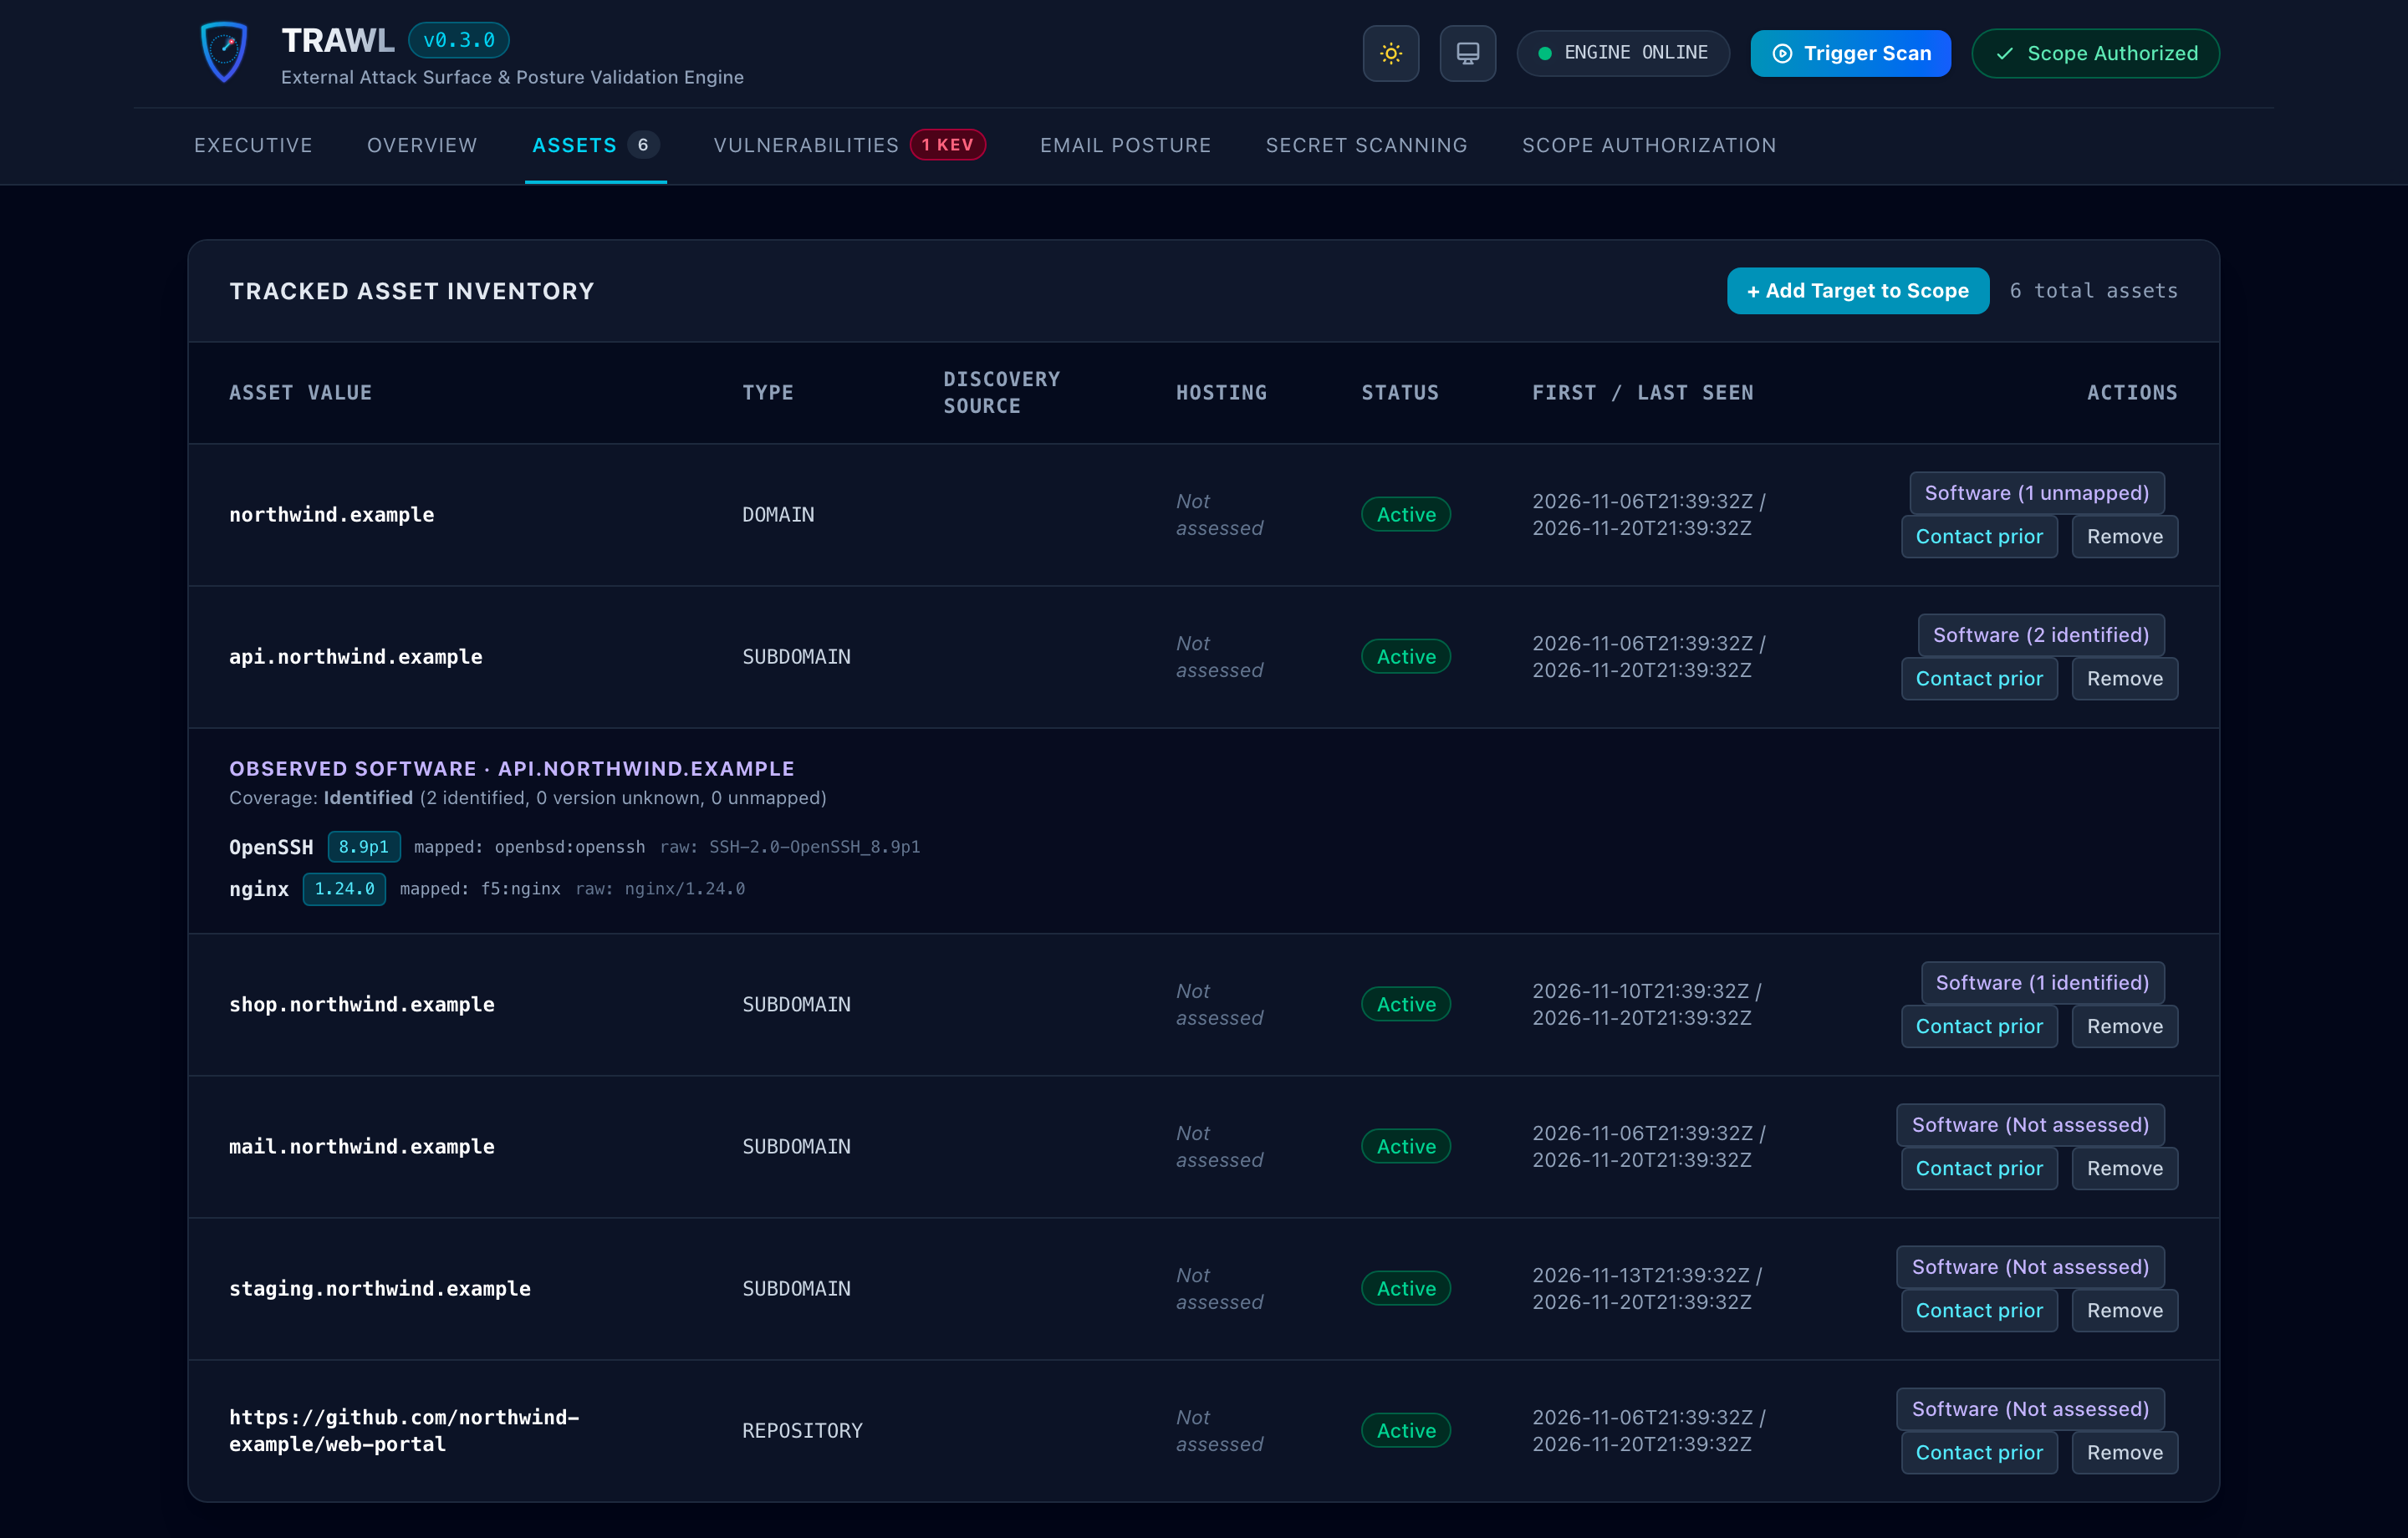 TRAWL v0.3.0
External Attack Surface & Posture Validation Engine
ENGINE ONLINE
Trigger Scan
Scope Authorized
EXECUTIVE
OVERVIEW
ASSETS 6
VULNERABILITIES 1 KEV
EMAIL POSTURE
SECRET SCANNING
SCOPE AUTHORIZATION
TRACKED ASSET INVENTORY
+ Add Target to Scope
6 total assets
ASSET VALUE
TYPE
DISCOVERY
SOURCE
HOSTING
STATUS
FIRST / LAST SEEN
ACTIONS
northwind.example
DOMAIN
Not
assessed
Active
2026-11-06T21:39:32Z /
2026-11-20T21:39:32Z
Software (1 unmapped)
Contact prior
Remove
api.northwind.example
SUBDOMAIN
Not
assessed
Active
2026-11-06T21:39:32Z /
2026-11-20T21:39:32Z
Software (2 identified)
Contact prior
Remove
OBSERVED SOFTWARE · API.NORTHWIND.EXAMPLE
Coverage: Identified (2 identified, 0 version unknown, 0 unmapped)
OpenSSH 8.9p1 mapped: openbsd:openssh raw: SSH-2.0-OpenSSH_8.9p1
nginx 1.24.0 mapped: f5:nginx raw: nginx/1.24.0
shop.northwind.example
SUBDOMAIN
Not
assessed
Active
2026-11-10T21:39:32Z /
2026-11-20T21:39:32Z
Software (1 identified)
Contact prior
Remove
mail.northwind.example
SUBDOMAIN
Not
assessed
Active
2026-11-06T21:39:32Z /
2026-11-20T21:39:32Z
Software (Not assessed)
Contact prior
Remove
staging.northwind.example
SUBDOMAIN
Not
assessed
Active
2026-11-13T21:39:32Z /
2026-11-20T21:39:32Z
Software (Not assessed)
Contact prior
Remove
https://github.com/northwind-
example/web-portal
REPOSITORY
Not
assessed
Active
2026-11-06T21:39:32Z /
2026-11-20T21:39:32Z
Software (Not assessed)
Contact prior
Remove